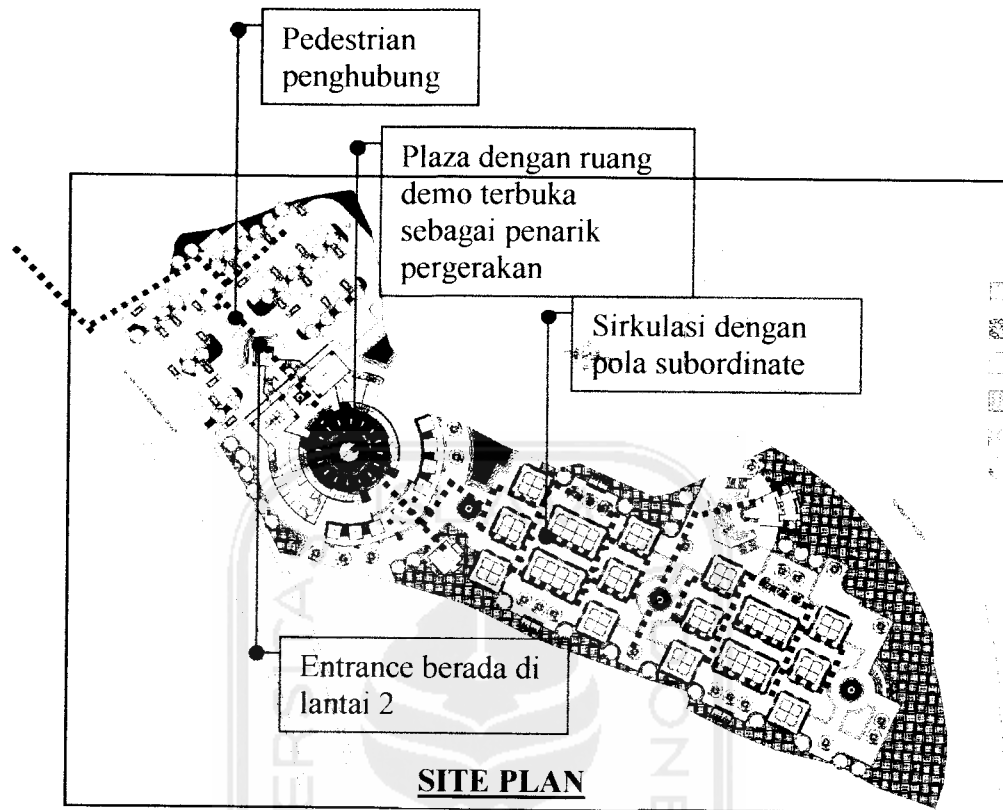 Pedestrian
penghubung
Plaza dengan ruang
demo terbuka
sebagai penarik
pergerakan
Sirkulasi dengan
pola subordinate
Entrance berada di
lantai 2
SITE PLAN